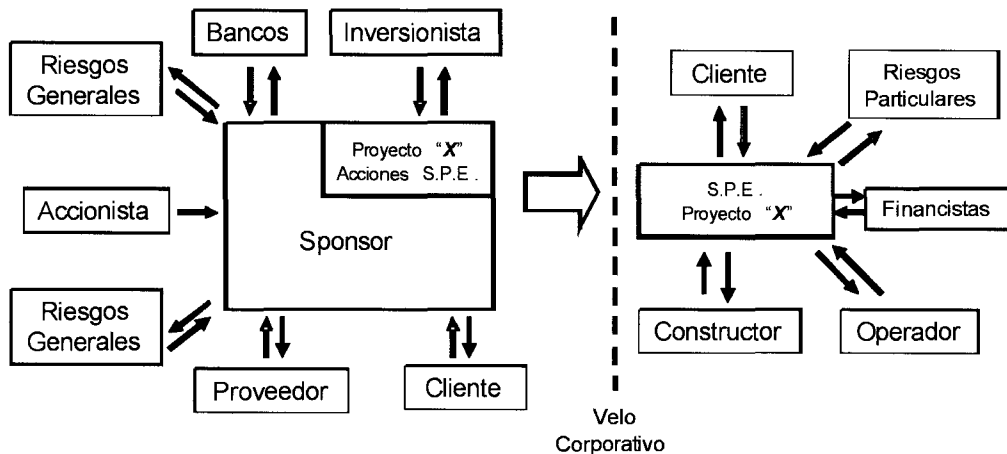 Bancos
Inversionista
Riesgos
Generales
Proyecto "X"
Acciones S.P.E.
Accionista
Sponsor
Riesgos
Generales
Proveedor
Cliente
Cliente
Riesgos
Particulares
S.P.E.
Proyecto "X"
Financistas
Constructor
Operador
Velo
Corporativo